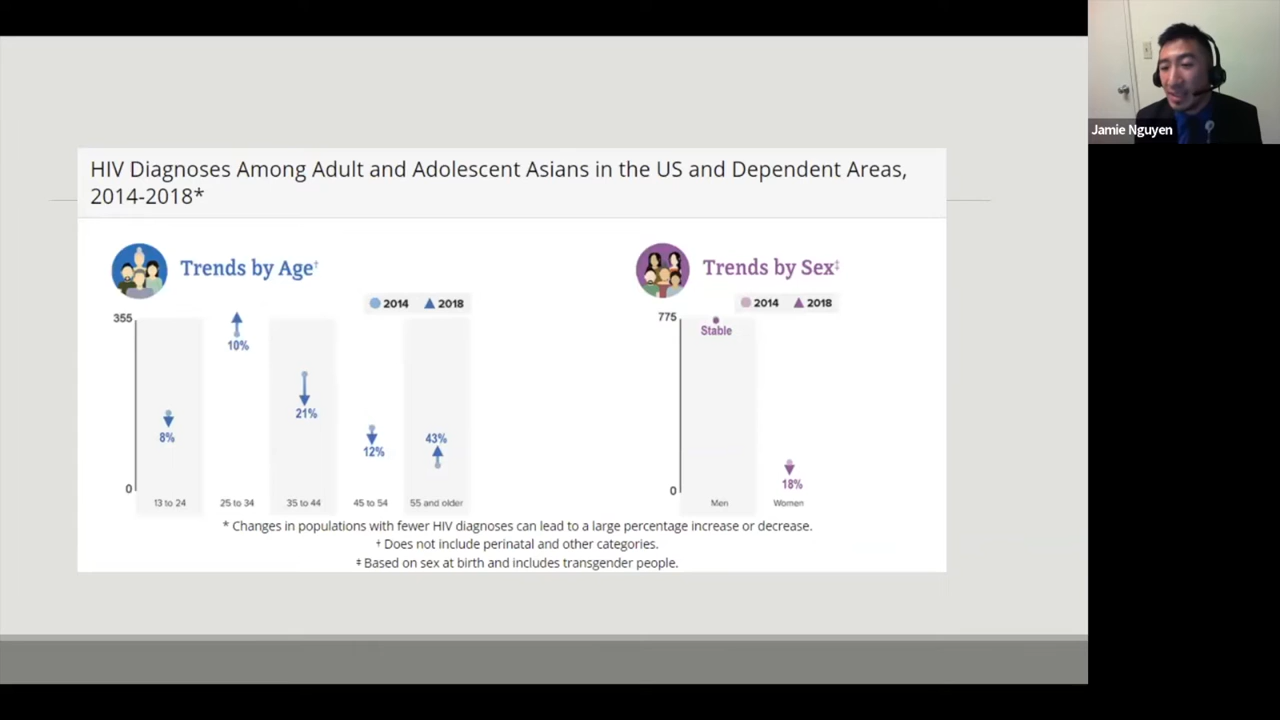 HIV Diagnoses Among Adult and Adolescent Asians in the US and Dependent Areas,
2014-2018*
Trends by Age†
2014 2018
355
10%
21%
8%
12%
43%
0
13 to 24 25 to 34 35 to 44 45 to 54 55 and older
Trends by Sex‡
2014 2018
775
Stable
18%
0
Men Women
* Changes in populations with fewer HIV diagnoses can lead to a large percentage increase or decrease.
† Does not include perinatal and other categories.
‡ Based on sex at birth and includes transgender people.
Jamie Nguyen